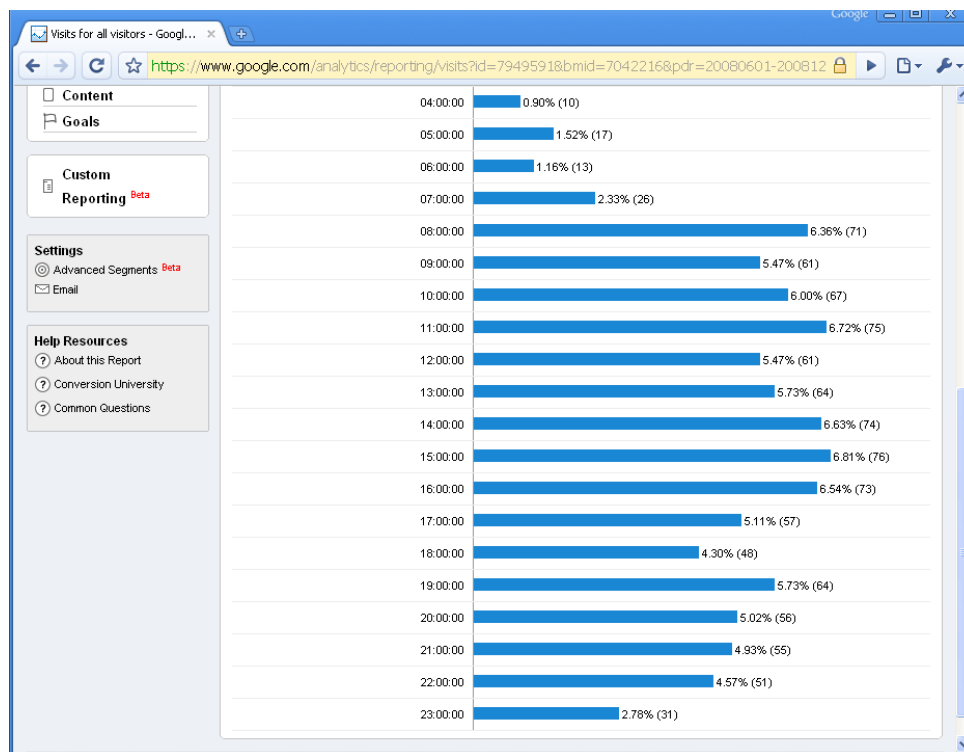 Google
Visits for all visitors - Googl...
https://www.google.com/analytics/reporting/visits?id=7949591&bmid=7042216&pdr=20080601-200812
Content
Goals
Custom
Reporting Beta
Settings
Advanced Segments Beta
Email
Help Resources
? About this Report
? Conversion University
? Common Questions
04:00:00 0.90% (10)
05:00:00 1.52% (17)
06:00:00 1.16% (13)
07:00:00 2.33% (26)
08:00:00 6.36% (71)
09:00:00 5.47% (61)
10:00:00 6.00% (67)
11:00:00 6.72% (75)
12:00:00 5.47% (61)
13:00:00 5.73% (64)
14:00:00 6.63% (74)
15:00:00 6.81% (76)
16:00:00 6.54% (73)
17:00:00 5.11% (57)
18:00:00 4.30% (48)
19:00:00 5.73% (64)
20:00:00 5.02% (56)
21:00:00 4.93% (55)
22:00:00 4.57% (51)
23:00:00 2.78% (31)